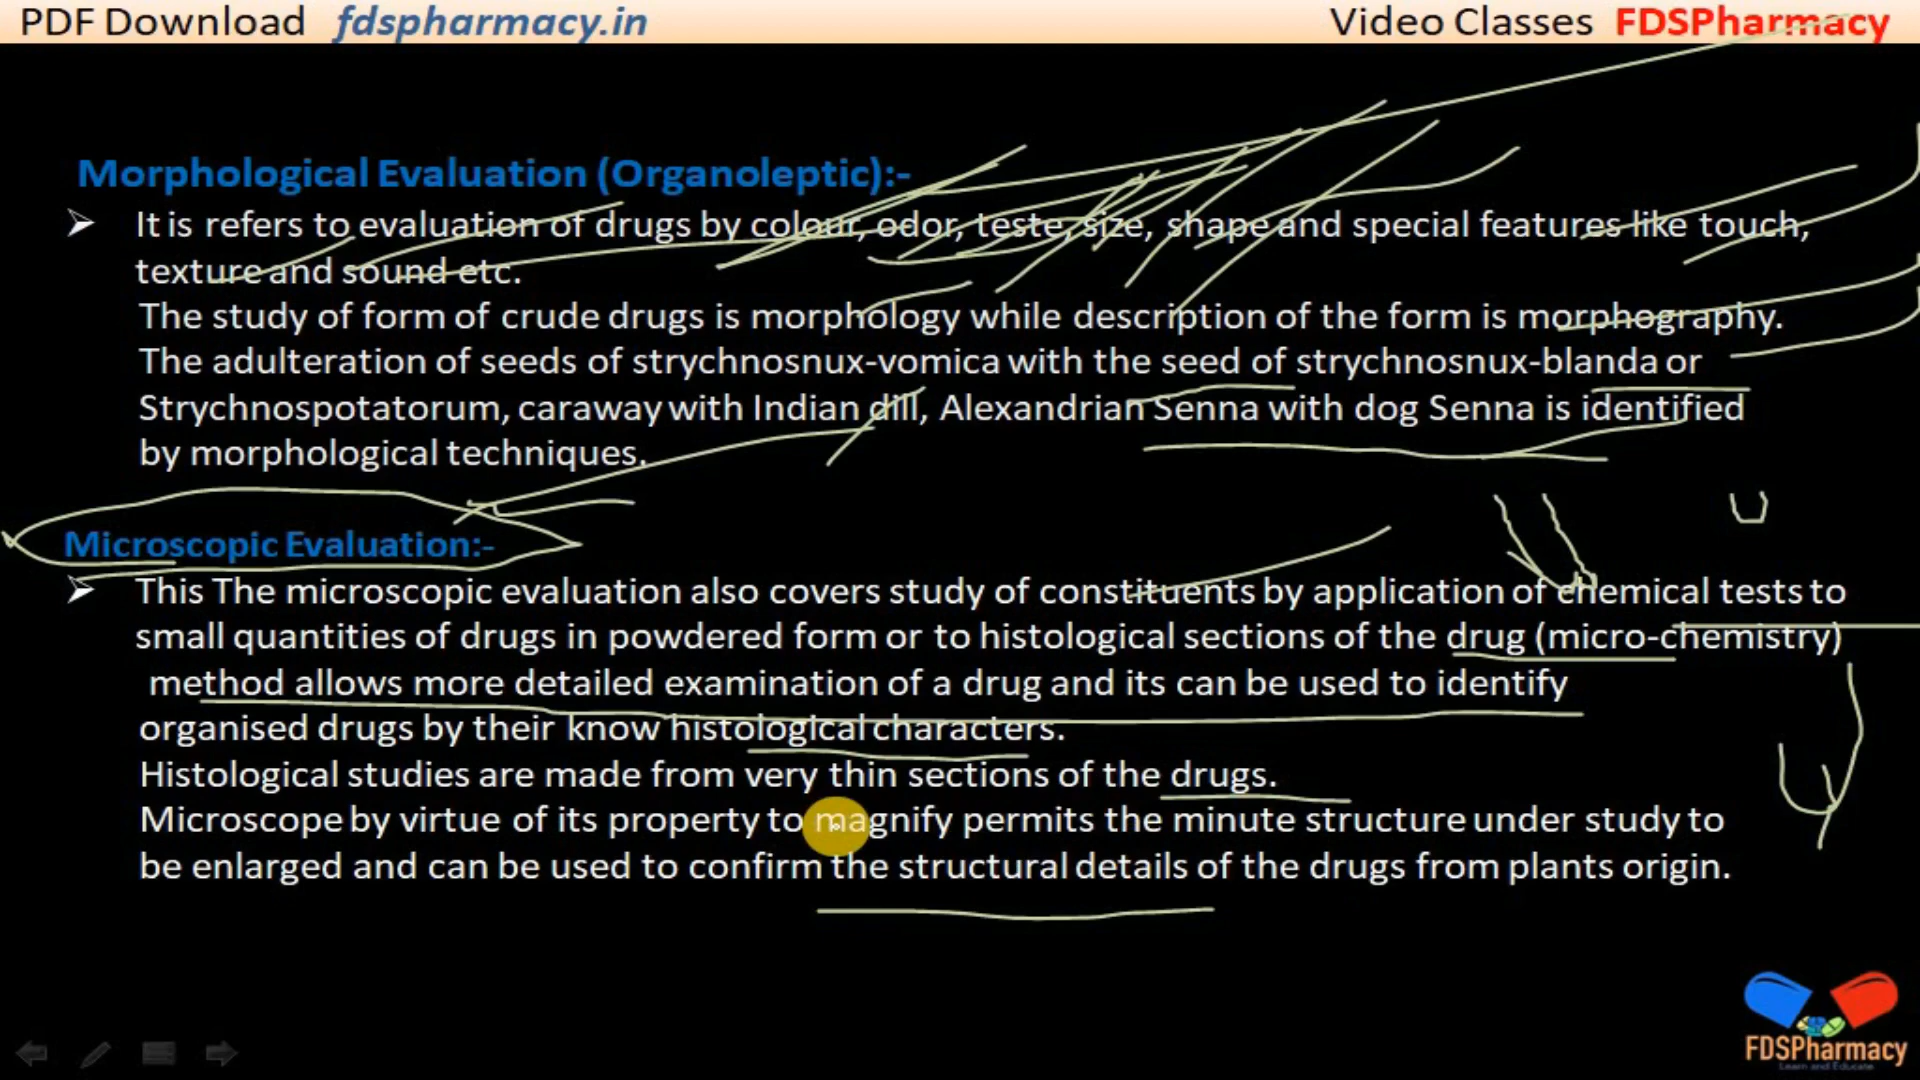 PDF Download fdspharmacy.in Video Classes FDSPharmacy
Morphological Evaluation (Organoleptic):-
It is refers to evaluation of drugs by colour, odor, teste, size, shape and special features like touch,
texture and sound etc.
The study of form of crude drugs is morphology while description of the form is morphography.
The adulteration of seeds of strychnosnux-vomica with the seed of strychnosnux-blanda or
Strychnospotatorum, caraway with Indian dill, Alexandrian Senna with dog Senna is identified
by morphological techniques.
Microscopic Evaluation:-
This The microscopic evaluation also covers study of constituents by application of chemical tests to
small quantities of drugs in powdered form or to histological sections of the drug (micro-chemistry)
method allows more detailed examination of a drug and its can be used to identify
organised drugs by their know histological characters.
Histological studies are made from very thin sections of the drugs.
Microscope by virtue of its property to magnify permits the minute structure under study to
be enlarged and can be used to confirm the structural details of the drugs from plants origin.
FDSPharmacy
Learn and Educate